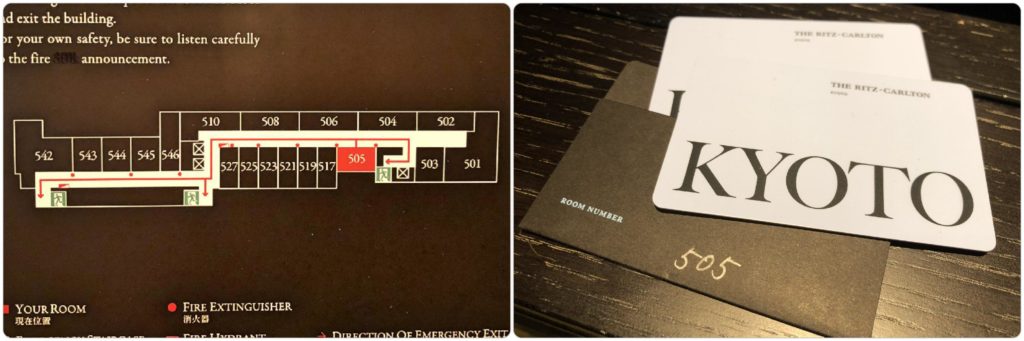 nd exit the building.
or your own safety, be sure to listen carefully
o the fire announcement.
510 508 506 504 502
542 543 544 545 546
527 525 523 521 519 517 505 503 501
YOUR ROOM
現在位置
FIRE EXTINGUISHER
消火器
FIRE HYDRANT
DIRECTION OF EMERGENCY EXIT
THE RITZ-CARLTON
KYOTO
THE RITZ-CARLTON
KYOTO
KYOTO
ROOM NUMBER
505